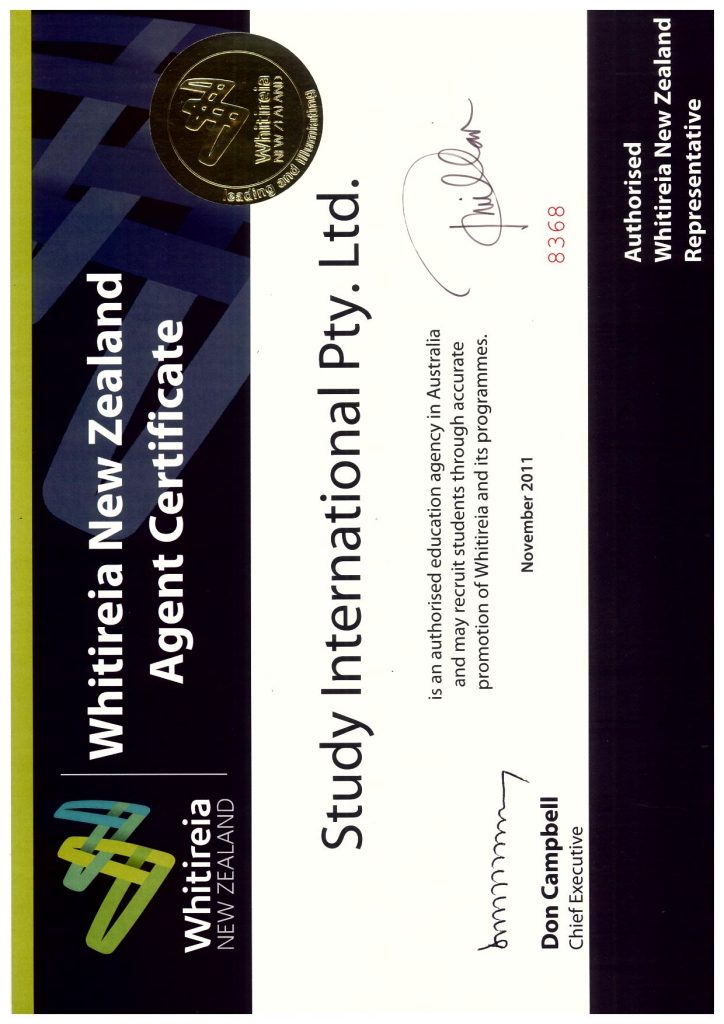 Whitireia
NEW ZEALAND
Whitireia New Zealand
Agent Certificate
Whitireia
NEW ZEALAND
Leading and Illuminating
Study International Pty. Ltd.
is an authorised education agency in Australia
and may recruit students through accurate
promotion of Whitireia and its programmes.
November 2011
Don Campbell
Chief Executive
8368
Authorised
Whitireia New Zealand
Representative